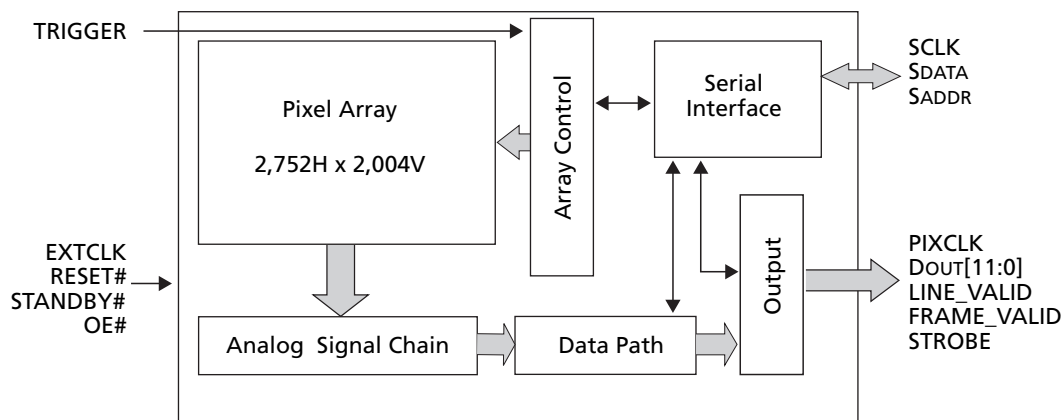 TRIGGER
Pixel Array
2,752H x 2,004V
Array Control
Serial
Interface
SCLK
SDATA
SADDR
EXTCLK
RESET#
STANDBY#
OE#
Output
PIXCLK
DOUT[11:0]
LINE_VALID
FRAME_VALID
STROBE
Analog Signal Chain
Data Path